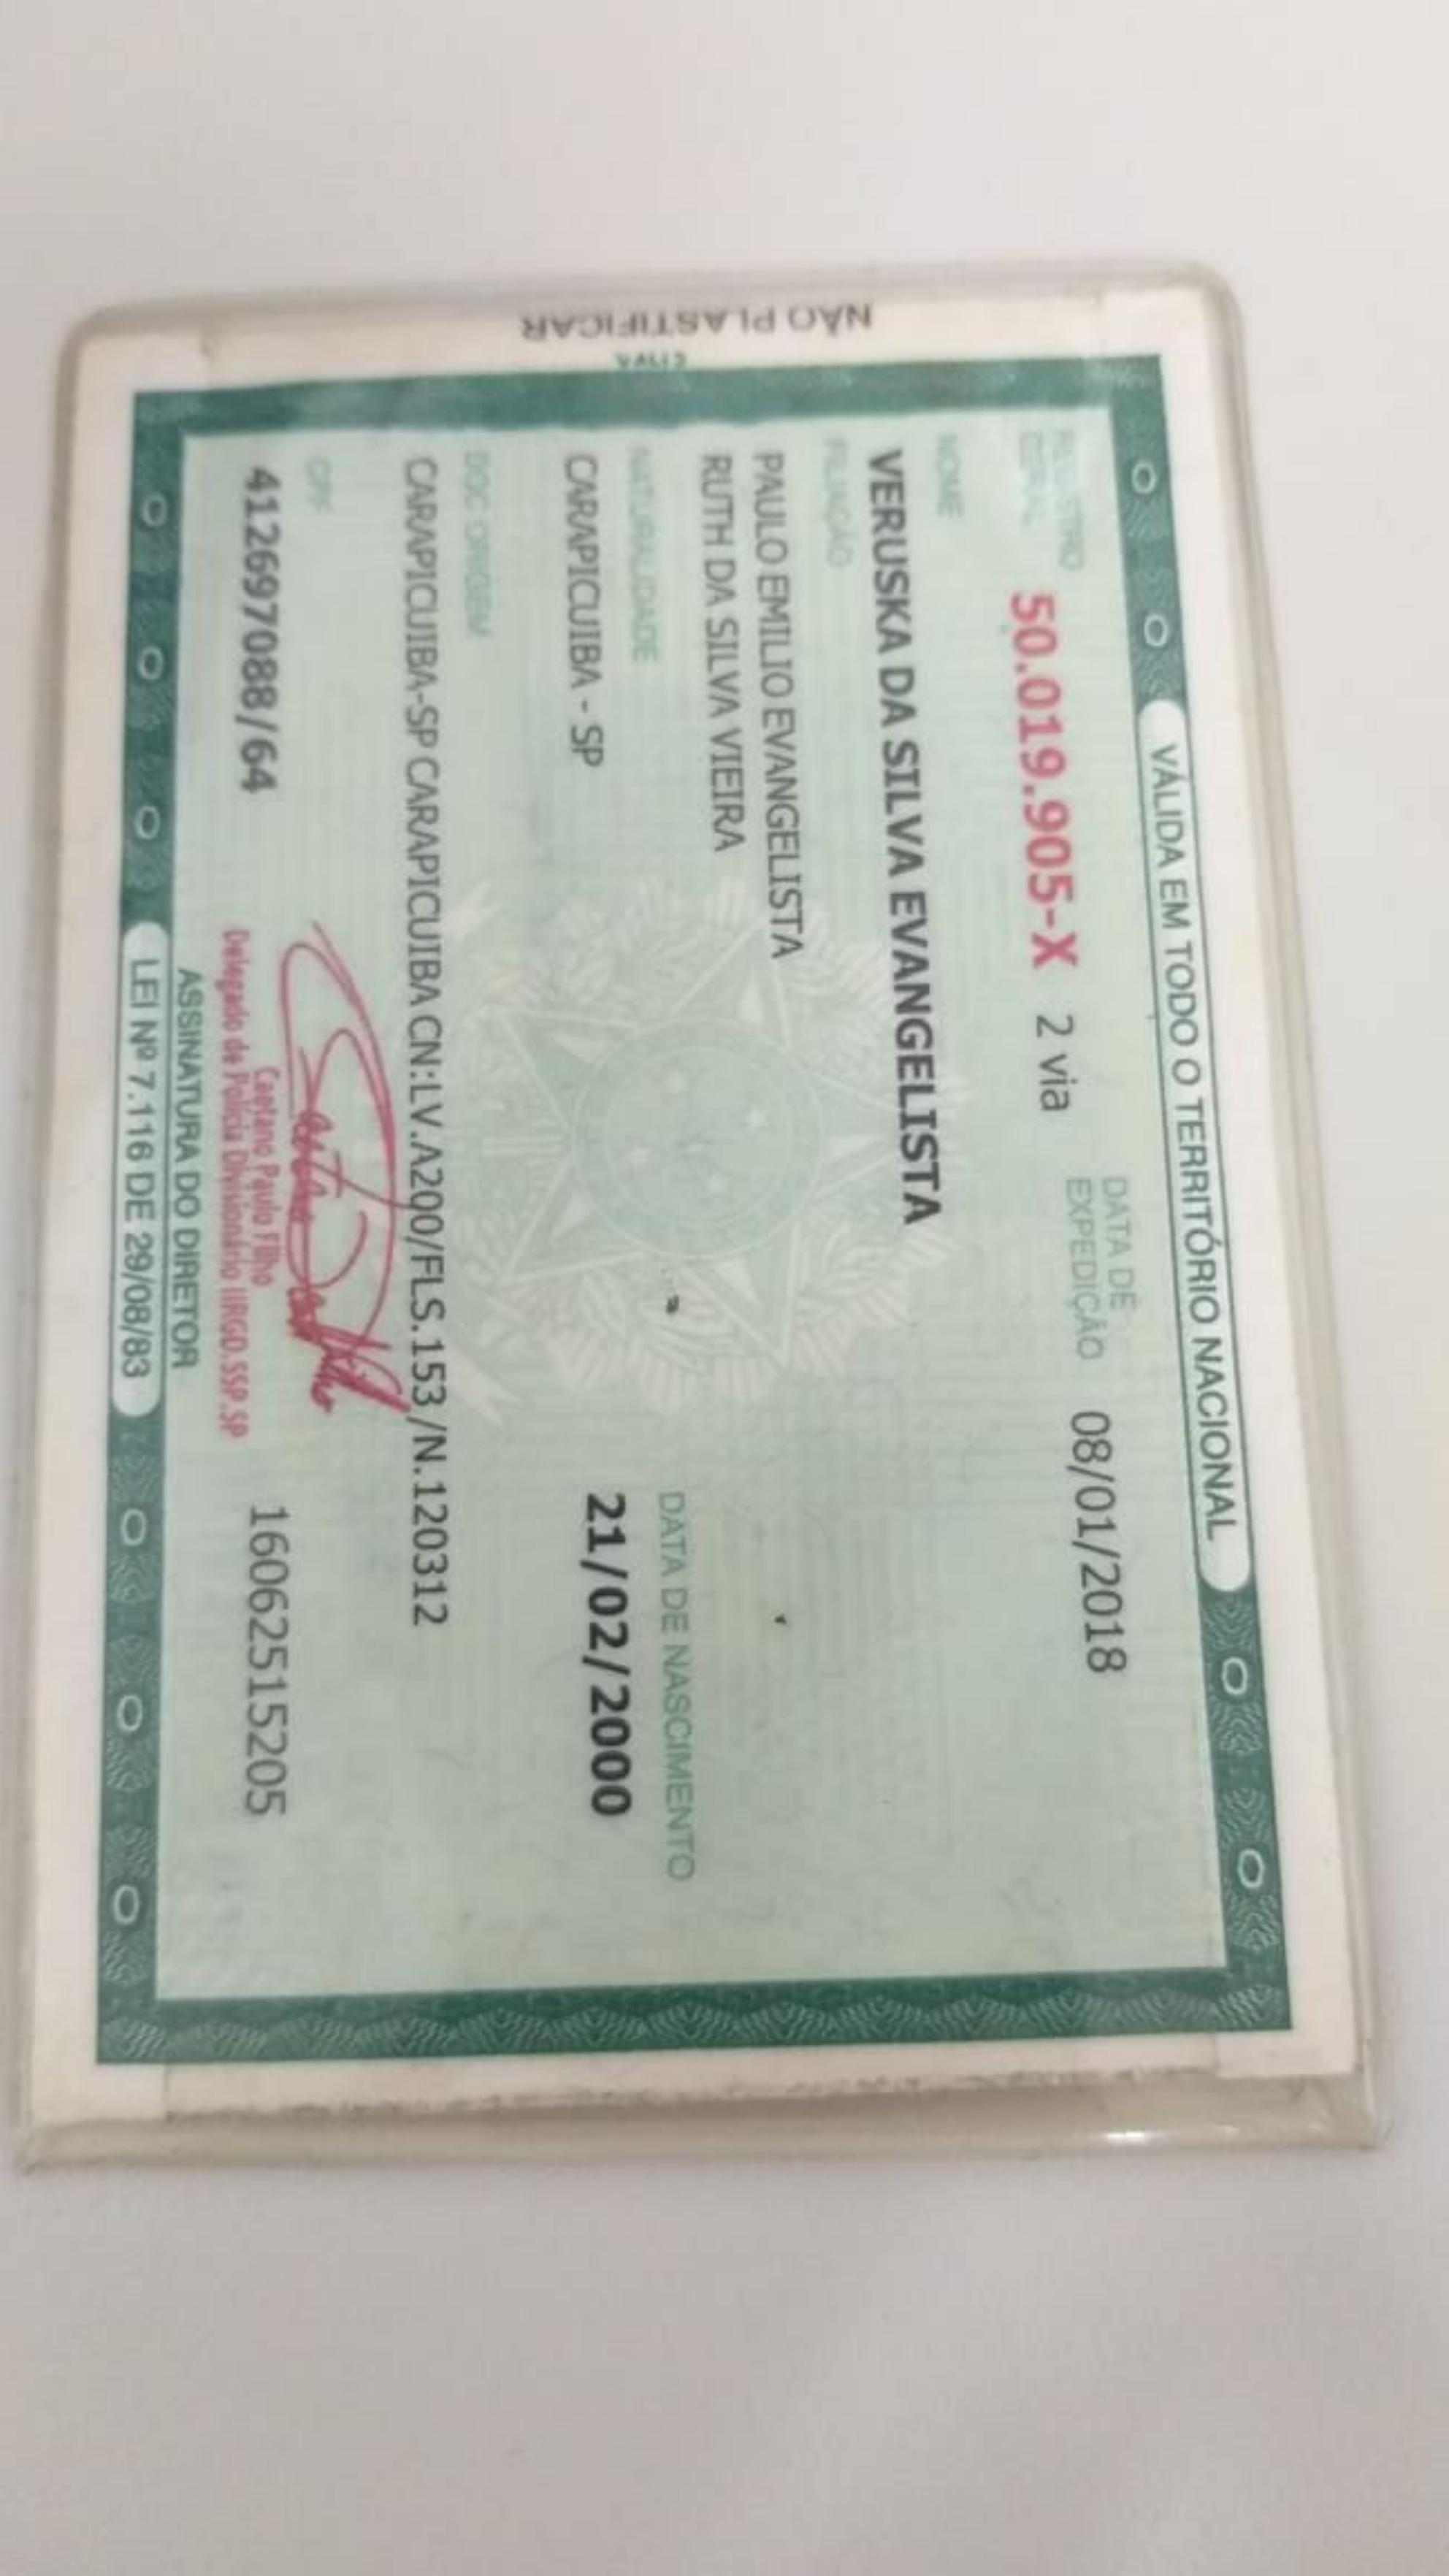 NÃO PLASTIFICAR
VÁLIDA EM TODO O TERRITÓRIO NACIONAL
REGISTRO GERAL 50.019.905-X 2 via DATA DE EXPEDIÇÃO 08/01/2018
NOME
VERUSKA DA SILVA EVANGELISTA
FILIAÇÃO
PAULO EMILIO EVANGELISTA
RUTH DA SILVA VIEIRA
NATURALIDADE DATA DE NASCIMENTO
CARAPICUIBA - SP 21/02/2000
DOC ORIGEM
CARAPICUIBA-SP CARAPICUIBA CN:LV.A200/FLS.153/N.120312
CPF
412697088/64 16062515205
Caetano Paulo Filho
Delegado de Polícia Divisionário IIRGD.SSP.SP
ASSINATURA DO DIRETOR
LEI Nº 7.116 DE 29/08/83